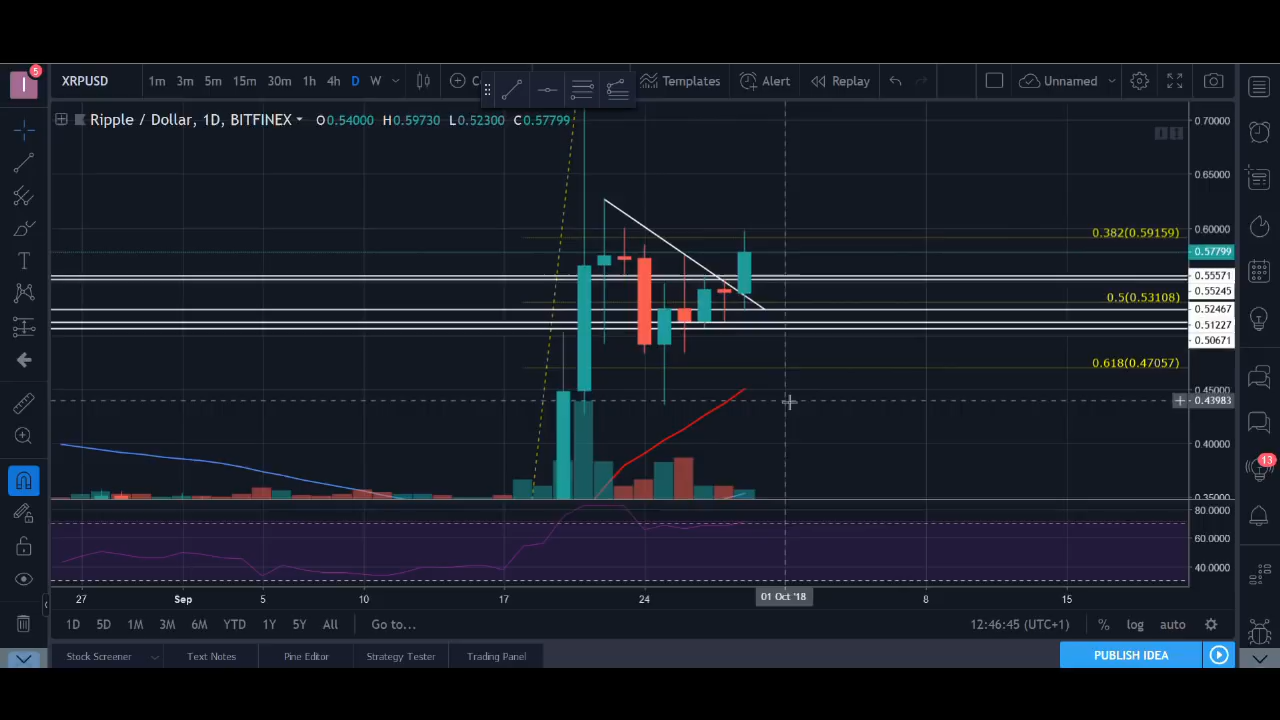 I
5
XRPUSD
1m 3m 5m 15m 30m 1h 4h D W
C
Templates
Alert
Replay
Unnamed
Ripple / Dollar, 1D, BITFINEX O0.54000 H0.59730 L0.52300 C0.57799
0.70000
0.65000
0.60000
0.382(0.59159)
0.57799
0.55571
0.55245
0.5(0.53108)
0.52467
0.51227
0.50671
0.618(0.47057)
0.45000
0.43983
0.40000
0.35000
13
80.0000
60.0000
40.0000
27 Sep 5 10 17 24 01 Oct '18 8 15
1D 5D 1M 3M 6M YTD 1Y 5Y All Go to... 12:46:45 (UTC+1) % log auto
Stock Screener Text Notes Pine Editor Strategy Tester Trading Panel PUBLISH IDEA